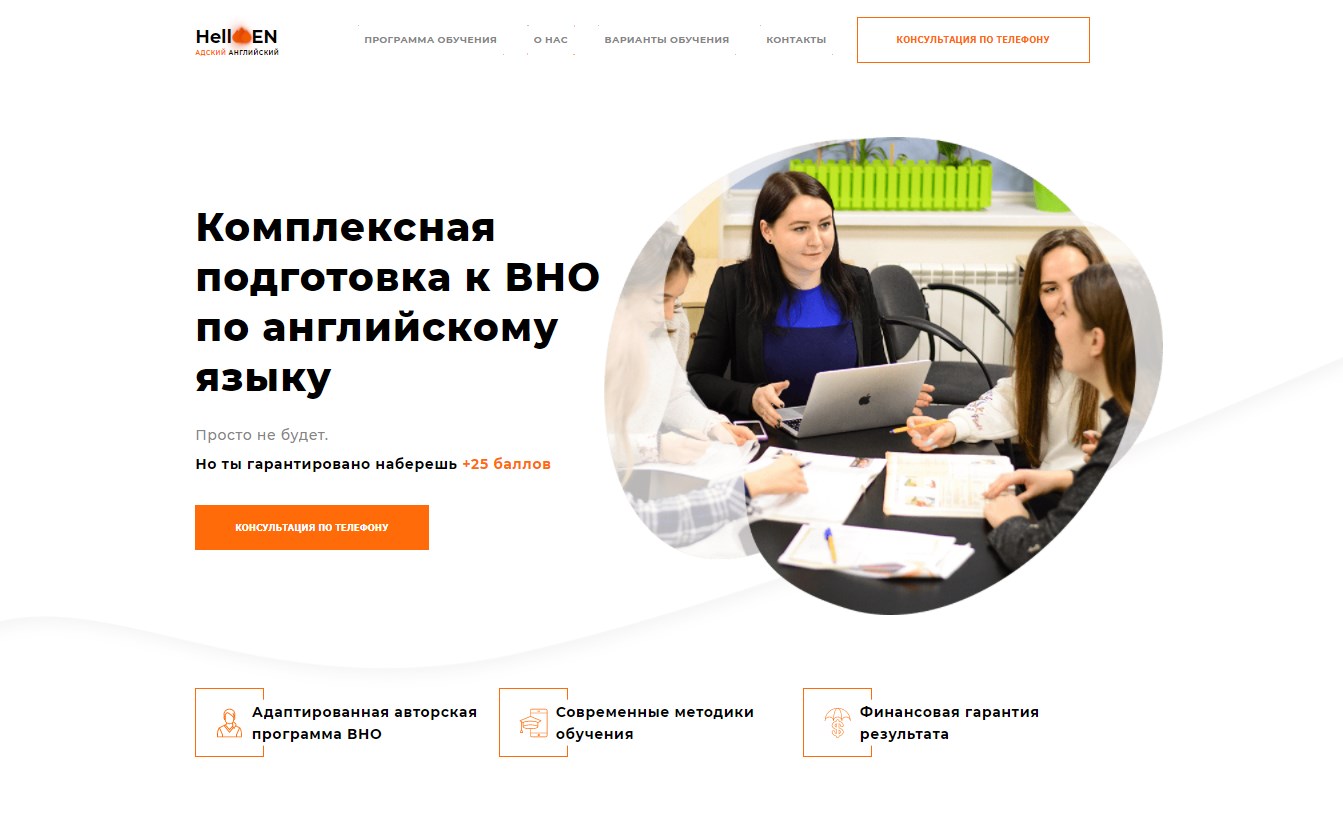 Hell EN
АДСКИЙ АНГЛИЙСКИЙ
ПРОГРАММА ОБУЧЕНИЯ
О НАС
ВАРИАНТЫ ОБУЧЕНИЯ
КОНТАКТЫ
КОНСУЛЬТАЦИЯ ПО ТЕЛЕФОНУ
Комплексная
подготовка к ВНО
по английскому
языку
Просто не будет.
Но ты гарантировано наберешь +25 баллов
КОНСУЛЬТАЦИЯ ПО ТЕЛЕФОНУ
Адаптированная авторская
программа ВНО
Современные методики
обучения
Финансовая гарантия
результата